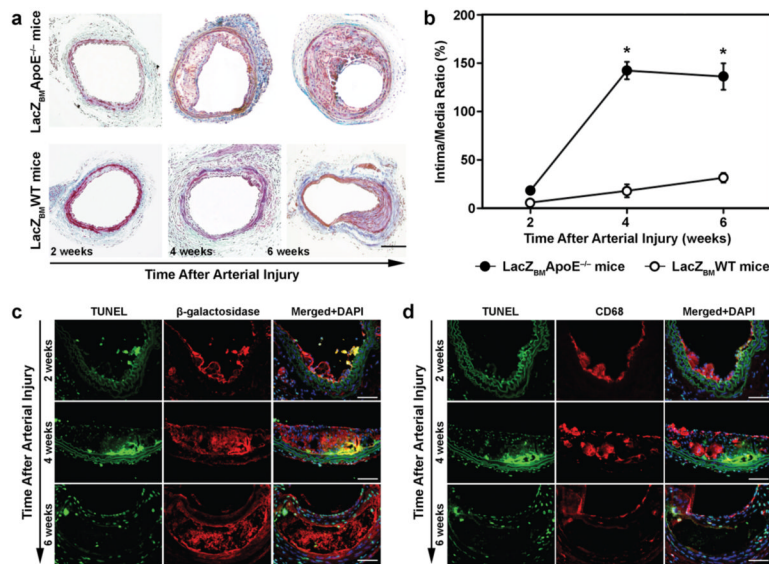 a
LacZBMApoE–/– mice
LacZBMWT mice
2 weeks
4 weeks
6 weeks
Time After Arterial Injury
b
Intima/Media Ratio (%)
200
150
100
50
0
*
*
2
4
6
Time After Arterial Injury (weeks)
LacZBMApoE–/– mice
LacZBMWT mice
c
TUNEL
β-galactosidase
Merged+DAPI
Time After Arterial Injury
2 weeks
4 weeks
6 weeks
d
TUNEL
CD68
Merged+DAPI
Time After Arterial Injury
2 weeks
4 weeks
6 weeks